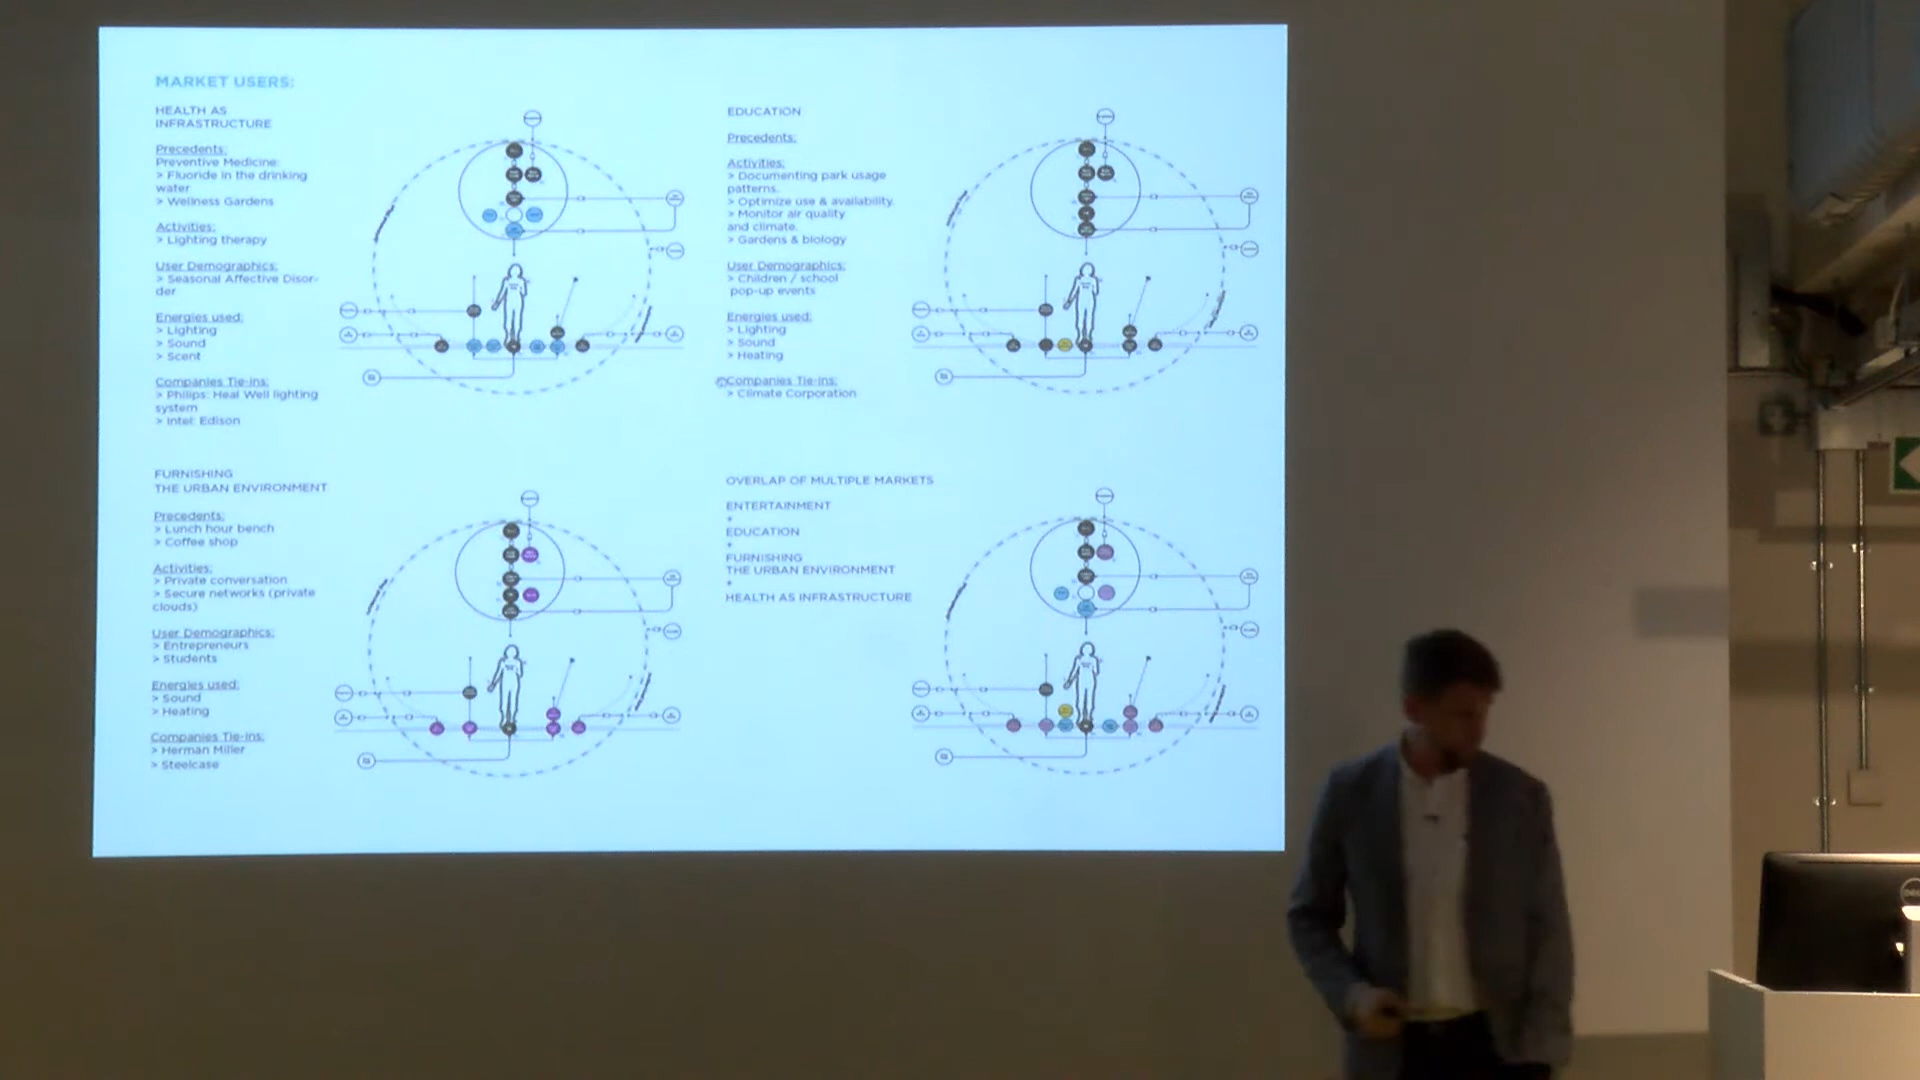 MARKET USERS:
HEALTH AS
INFRASTRUCTURE
Precedents:
Preventive Medicine:
> Fluoride in the drinking
water
> Wellness Gardens
Activities:
> Lighting therapy
User Demographics:
> Seasonal Affective Disor-
der
Energies used:
> Lighting
> Sound
> Scent
Companies Tie-ins:
> Philips: Heal Well lighting
system
> Intel: Edison
EDUCATION
Precedents:
Activities:
> Documenting park usage
patterns.
> Optimize use & availability.
> Monitor air quality
and climate.
> Gardens & biology
User Demographics:
> Children / school
pop-up events
Energies used:
> Lighting
> Sound
> Heating
Companies Tie-ins:
> Climate Corporation
FURNISHING
THE URBAN ENVIRONMENT
Precedents:
> Lunch hour bench
> Coffee shop
Activities:
> Private conversation
> Secure networks (private
clouds)
User Demographics:
> Entrepreneurs
> Students
Energies used:
> Sound
> Heating
Companies Tie-ins:
> Herman Miller
> Steelcase
OVERLAP OF MULTIPLE MARKETS
ENTERTAINMENT
+
EDUCATION
+
FURNISHING
THE URBAN ENVIRONMENT
+
HEALTH AS INFRASTRUCTURE